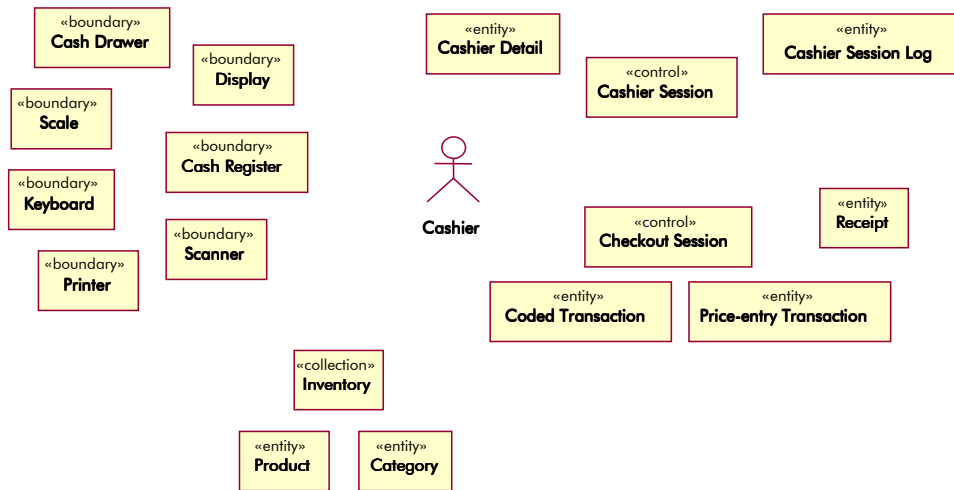 «boundary»
Cash Drawer
«boundary»
Display
«boundary»
Scale
«boundary»
Cash Register
«boundary»
Keyboard
«boundary»
Scanner
«boundary»
Printer
«entity»
Cashier Detail
«control»
Cashier Session
«entity»
Cashier Session Log
Cashier
«entity»
Receipt
«control»
Checkout Session
«entity»
Coded Transaction
«entity»
Price-entry Transaction
«collection»
Inventory
«entity»
Product
«entity»
Category